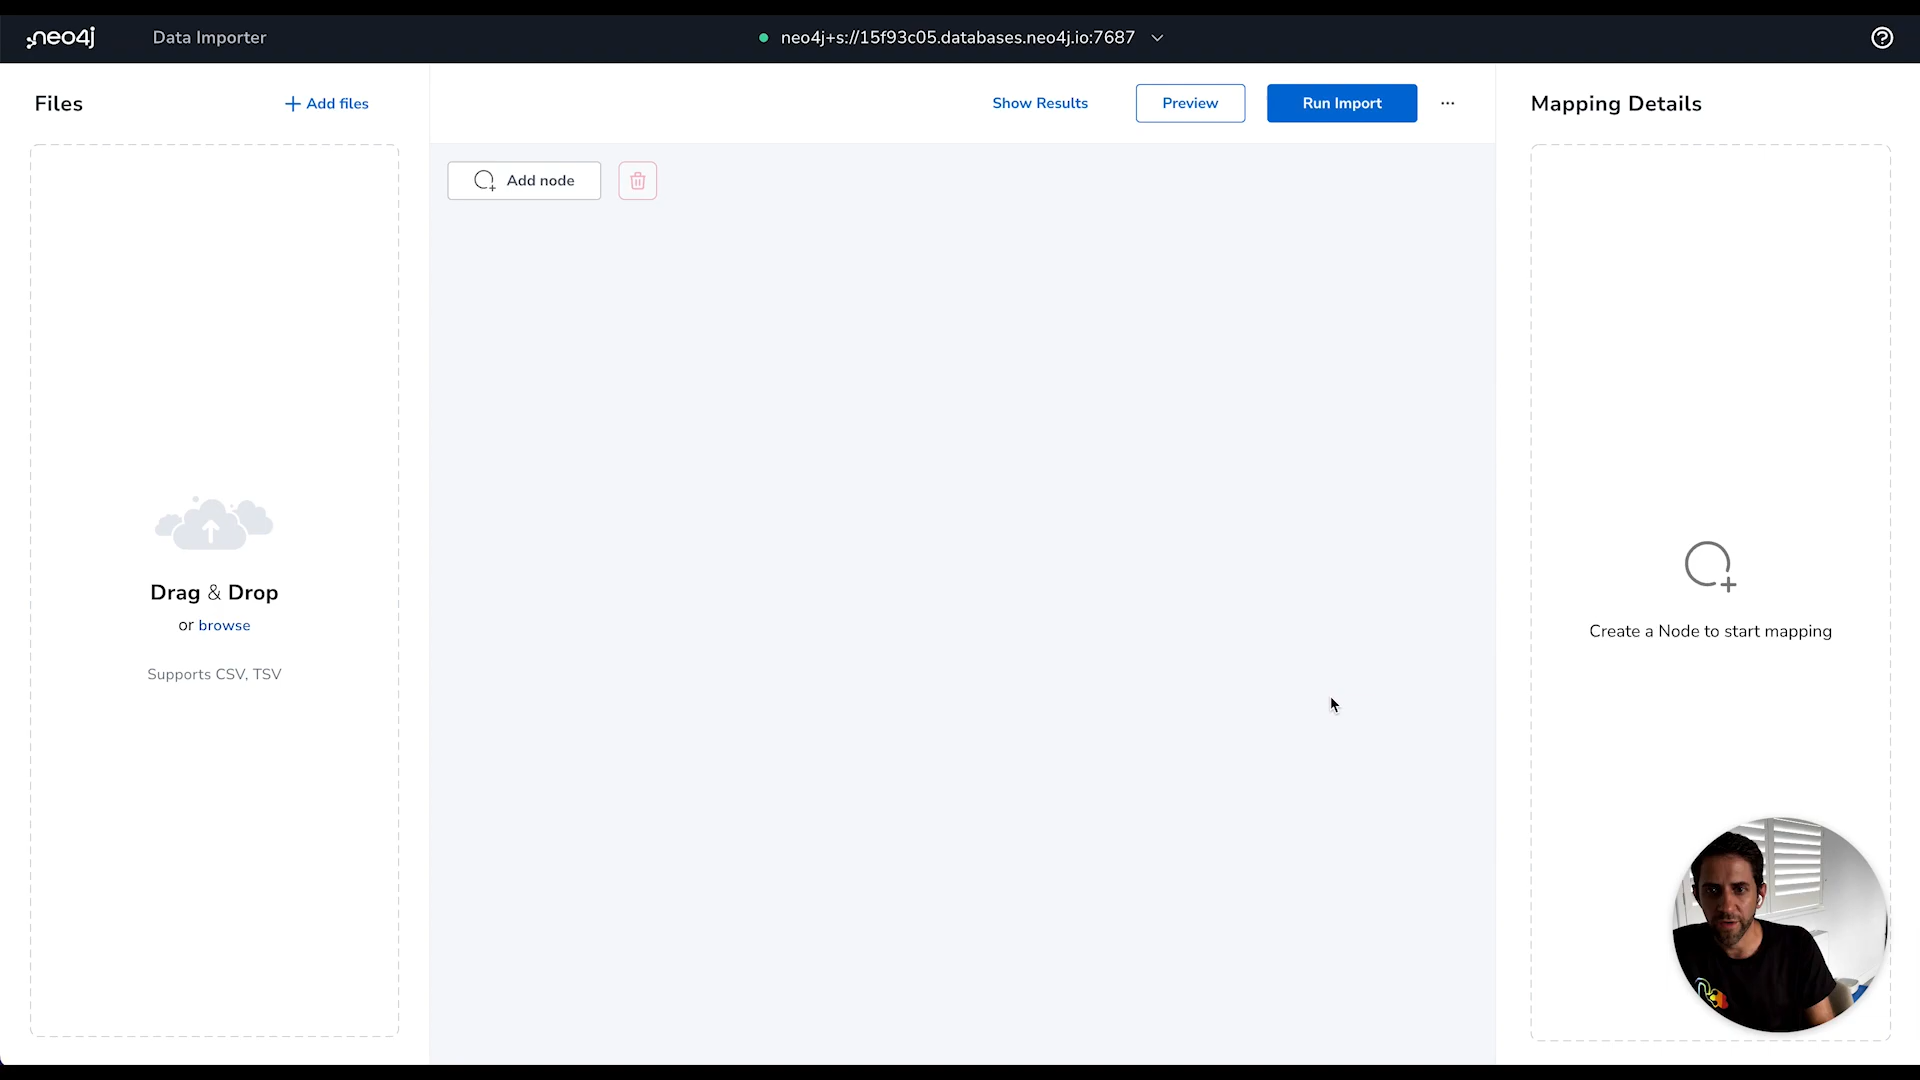 neo4j
Data Importer
neo4j+s://15f93c05.databases.neo4j.io:7687
Files
Add files
Show Results
Preview
Run Import
...
Mapping Details
Add node
Drag & Drop
or browse
Supports CSV, TSV
Create a Node to start mapping